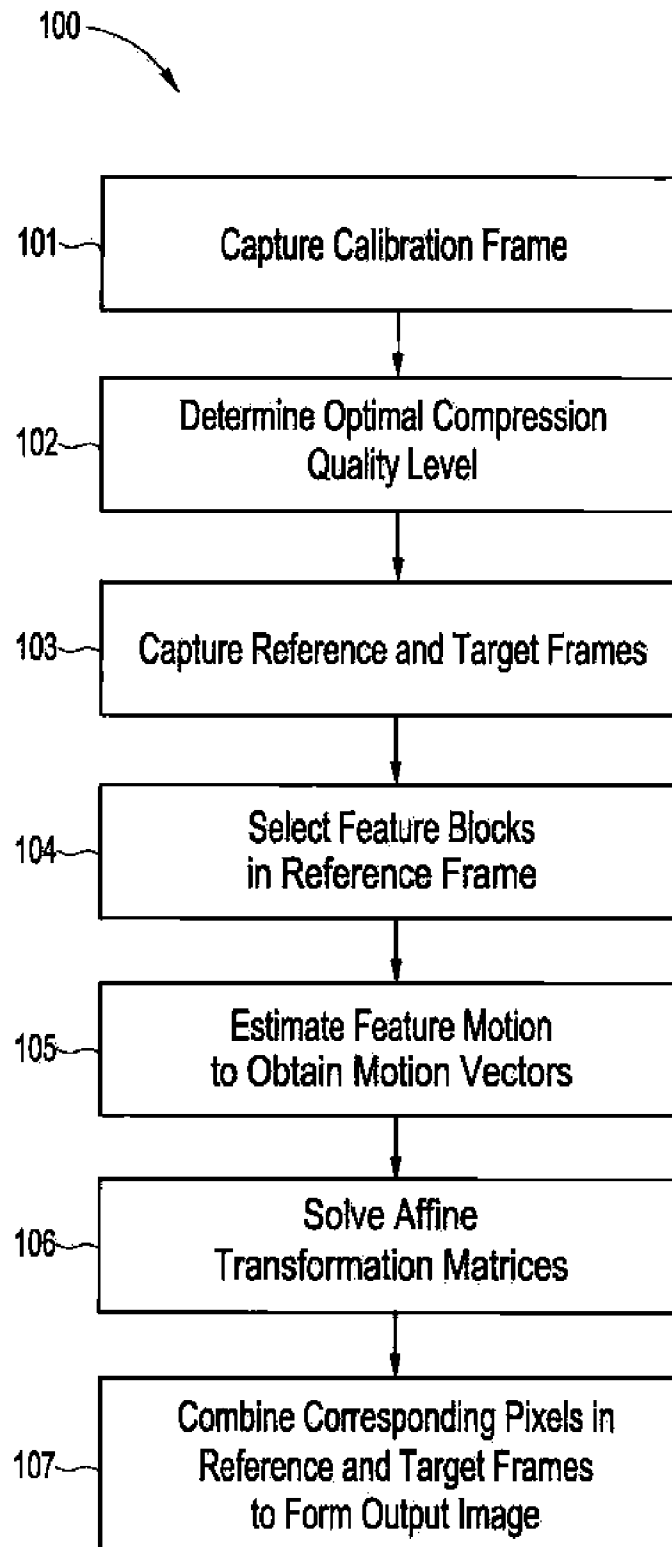 100
101
Capture Calibration Frame
102
Determine Optimal Compression
Quality Level
103
Capture Reference and Target Frames
104
Select Feature Blocks
in Reference Frame
105
Estimate Feature Motion
to Obtain Motion Vectors
106
Solve Affine
Transformation Matrices
107
Combine Corresponding Pixels in
Reference and Target Frames
to Form Output Image